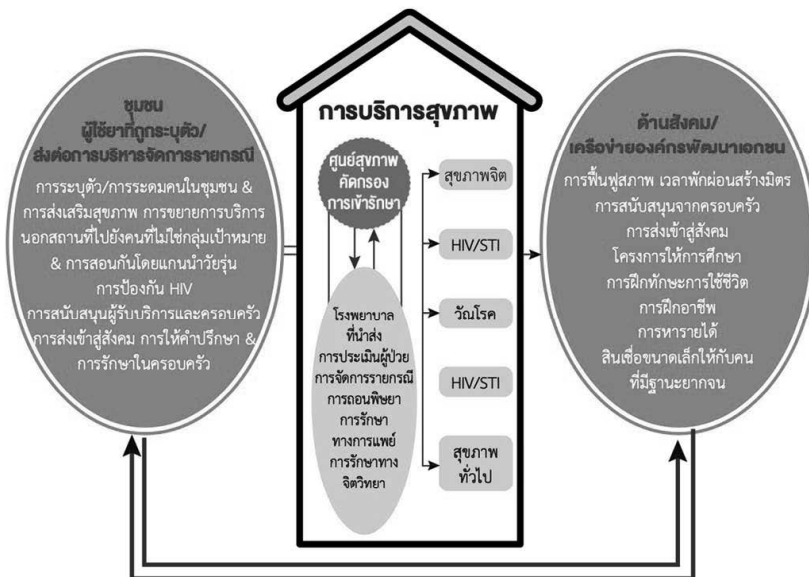 ชุมชน
ผู้ใช้ยาที่ถูกระบุตัว/
ส่งต่อการบริหารจัดการรายกรณี
การระบุตัว/การระดมคนในชุมชน &
การส่งเสริมสุขภาพ การขยายการบริการ
นอกสถานที่ไปยังคนที่ไม่ใช่กลุ่มเป้าหมาย
& การสอนกันโดยแกนนำวัยรุ่น
การป้องกัน HIV
การสนับสนุนผู้รับบริการและครอบครัว
การส่งเข้าสู่สังคม การให้คำปรึกษา &
การรักษาในครอบครัว
การบริการสุขภาพ
ศูนย์สุขภาพ
คัดกรอง
การเข้ารักษา
โรงพยาบาล
ที่นำส่ง
การประเมินผู้ป่วย
การจัดการรายกรณี
การถอนพิษยา
การรักษา
ทางการแพทย์
การรักษาทาง
จิตวิทยา
สุขภาพจิต
HIV/STI
วัณโรค
HIV/STI
สุขภาพ
ทั่วไป
ด้านสังคม/
เครือข่ายองค์กรพัฒนาเอกชน
การฟื้นฟูสภาพ เวลาพักผ่อนสร้างมิตร
การสนับสนุนจากครอบครัว
การส่งเข้าสู่สังคม
โครงการให้การศึกษา
การฝึกทักษะการใช้ชีวิต
การฝึกอาชีพ
การหารายได้
สินเชื่อขนาดเล็กให้กับคน
ที่มีฐานะยากจน